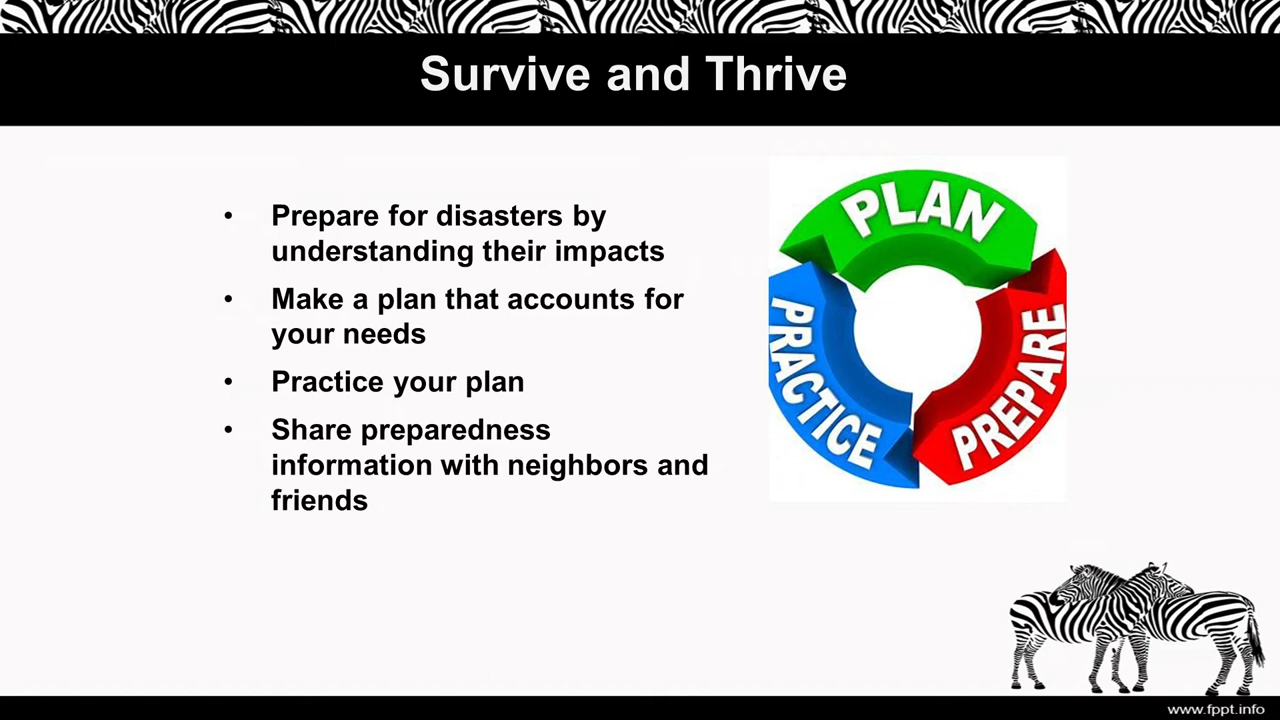 Survive and Thrive
• Prepare for disasters by
understanding their impacts
• Make a plan that accounts for
your needs
• Practice your plan
• Share preparedness
information with neighbors and
friends
PLAN
PREPARE
PRACTICE
www.fppt.info